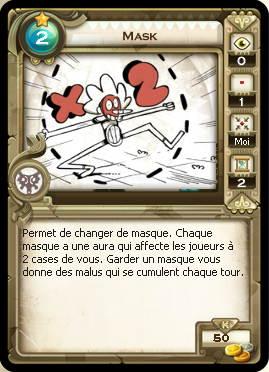 2
Mask
x2
0
1
Moi
2
Permet de changer de masque. Chaque
masque a une aura qui affecte les joueurs à
2 cases de vous. Garder un masque vous
donne des malus qui se cumulent chaque tour.
K
50